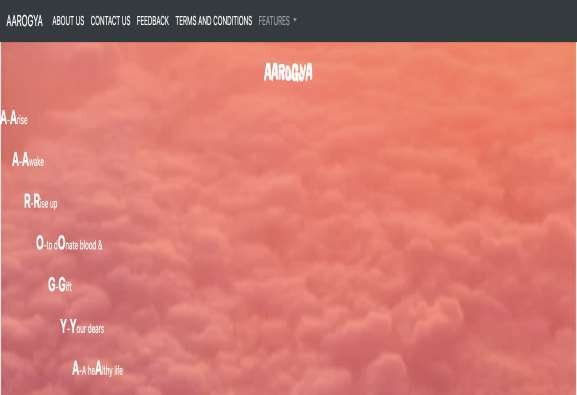 AAROGYA ABOUT US CONTACT US FEEDBACK TERMS AND CONDITIONS FEATURES
AAROGYA
A-Arise
A-Awake
R-Rise up
O-to dOnate blood &
G-Gift
Y-Your dears
A-A heAlthy life